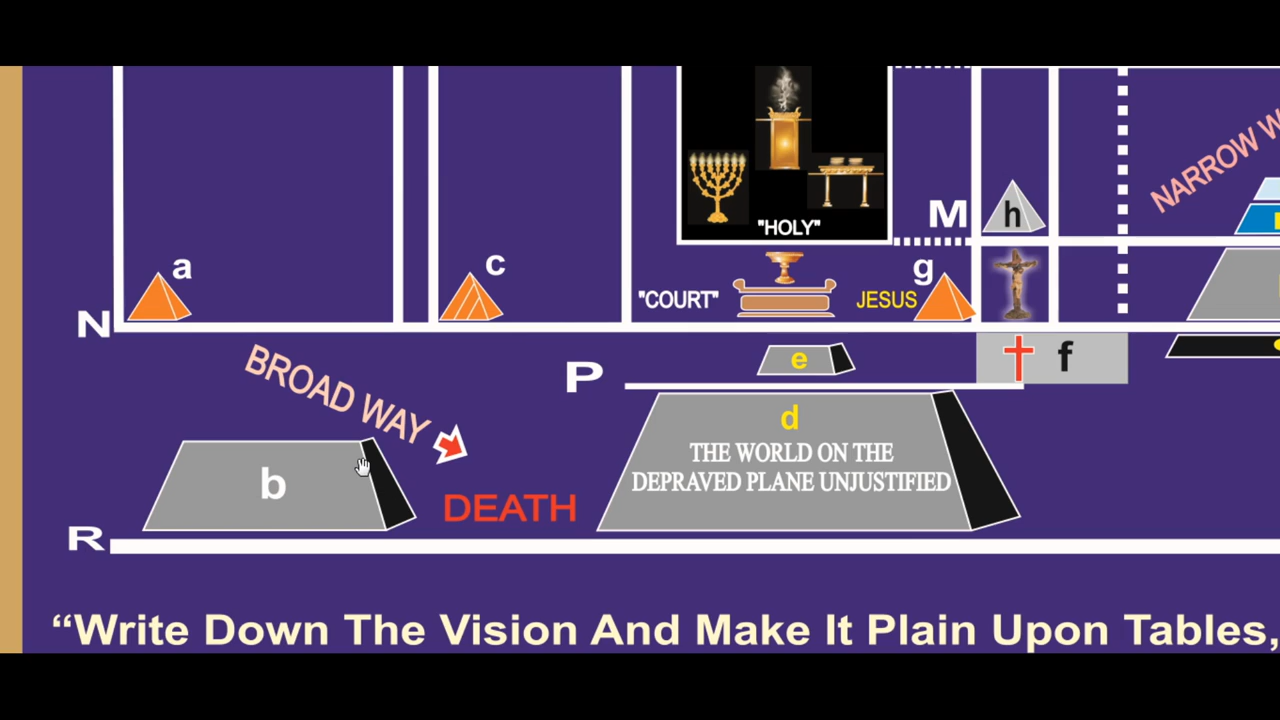 NARROW W
M
h
"HOLY"
a
c
g
"COURT"
JESUS
N
BROAD WAY
P
e
f
d
THE WORLD ON THE
DEPRAVED PLANE UNJUSTIFIED
b
DEATH
R
“Write Down The Vision And Make It Plain Upon Tables,